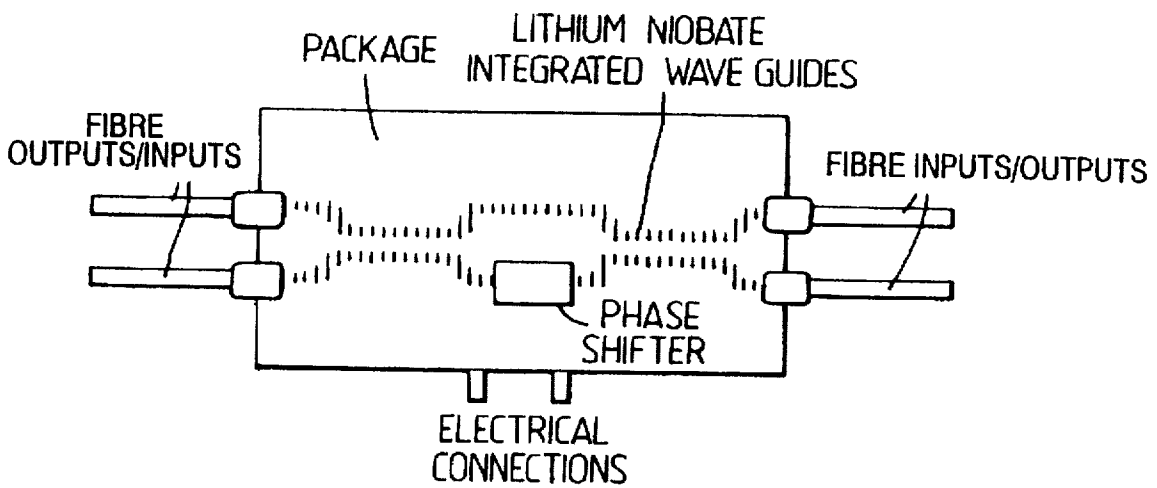 PACKAGE
LITHIUM NIOBATE
INTEGRATED WAVE GUIDES
FIBRE
OUTPUTS/INPUTS
FIBRE INPUTS/OUTPUTS
PHASE
SHIFTER
ELECTRICAL
CONNECTIONS